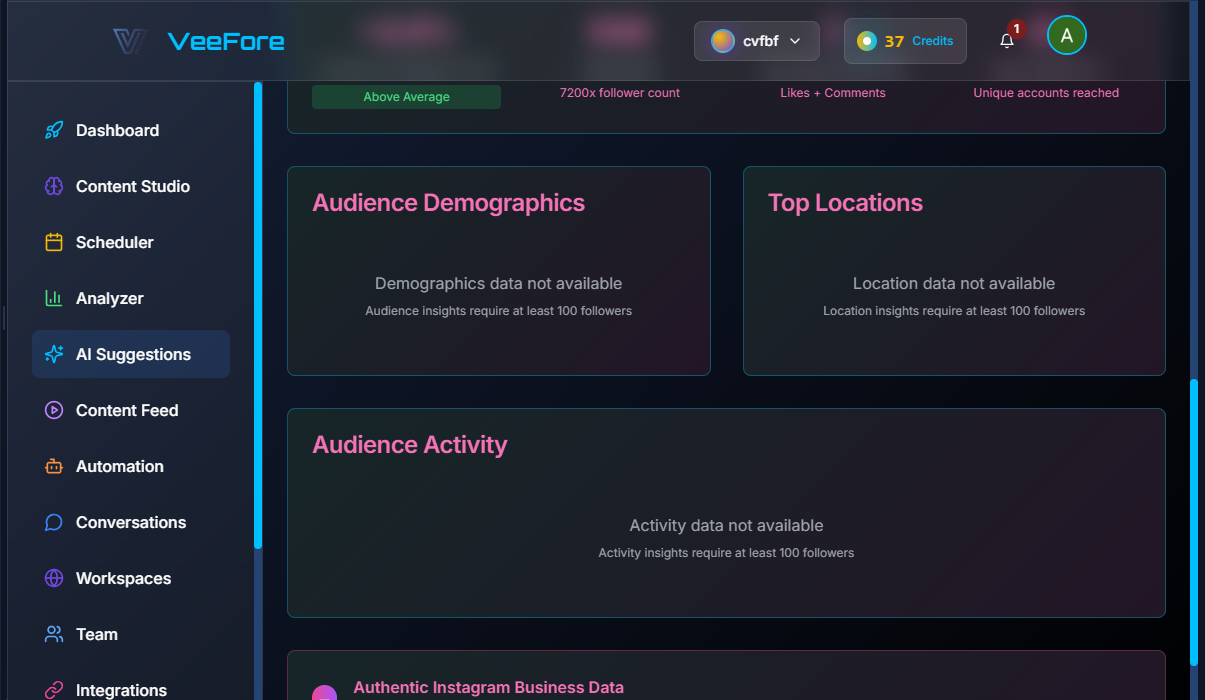 VeeFore
cvfbf
37 Credits
1
A
Dashboard
Content Studio
Scheduler
Analyzer
AI Suggestions
Content Feed
Automation
Conversations
Workspaces
Team
Integrations
Above Average
7200x follower count
Likes + Comments
Unique accounts reached
Audience Demographics
Demographics data not available
Audience insights require at least 100 followers
Top Locations
Location data not available
Location insights require at least 100 followers
Audience Activity
Activity data not available
Activity insights require at least 100 followers
Authentic Instagram Business Data